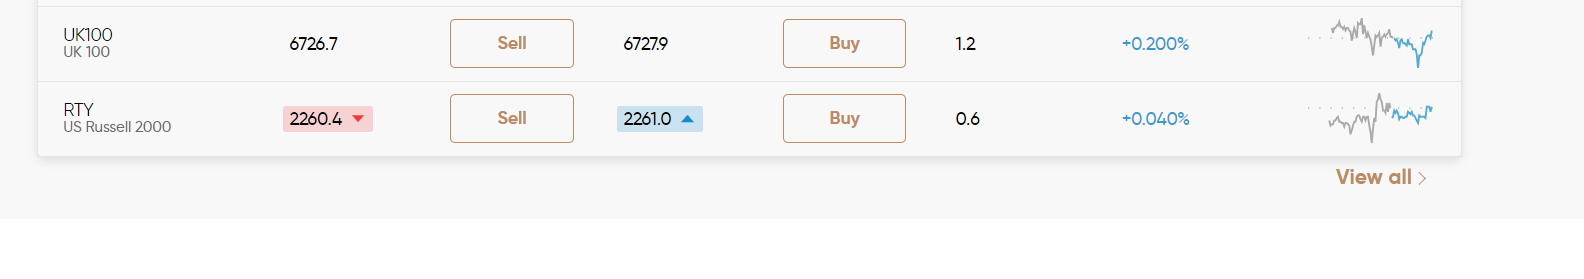 UK100
UK 100
6726.7
Sell
6727.9
Buy
1.2
+0.200%
RTY
US Russell 2000
2260.4
Sell
2261.0
Buy
0.6
+0.040%
View all